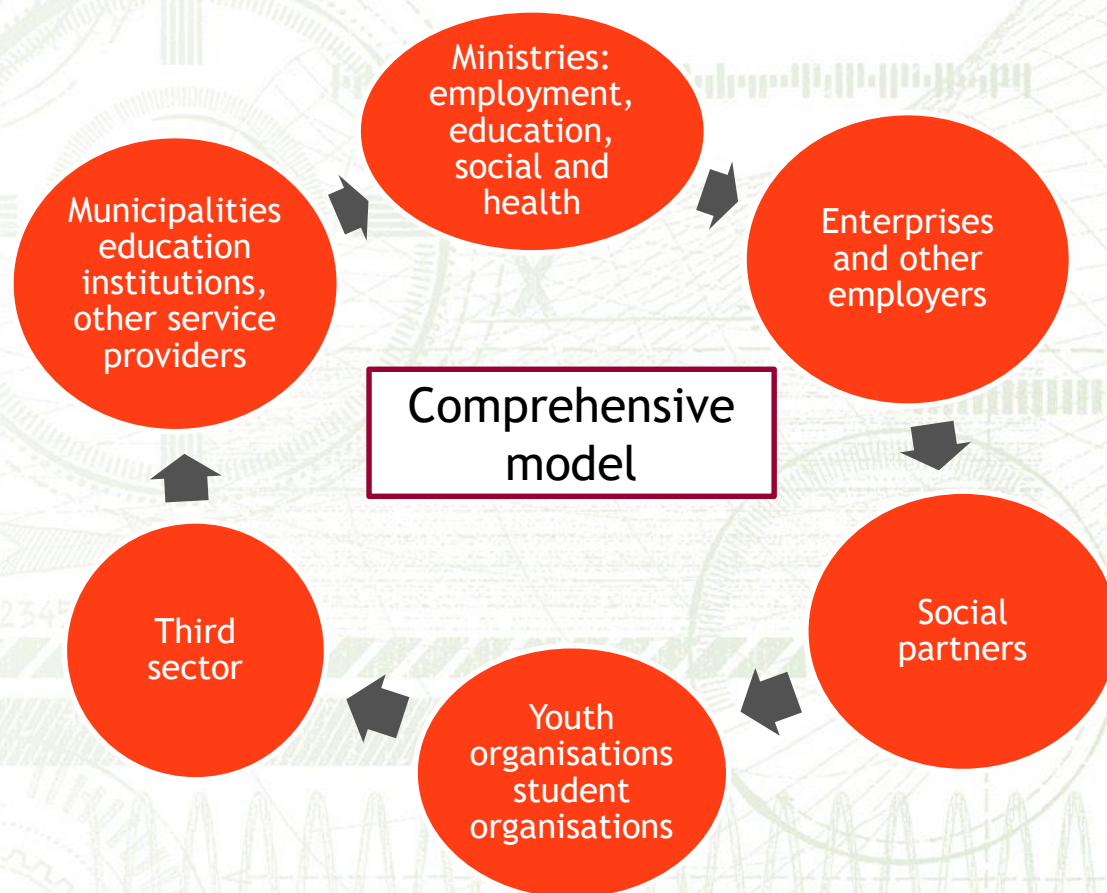 Ministries:
employment,
education,
social and
health
Enterprises
and other
employers
Social
partners
Youth
organisations
student
organisations
Third
sector
Municipalities
education
institutions,
other service
providers
Comprehensive
model
2345